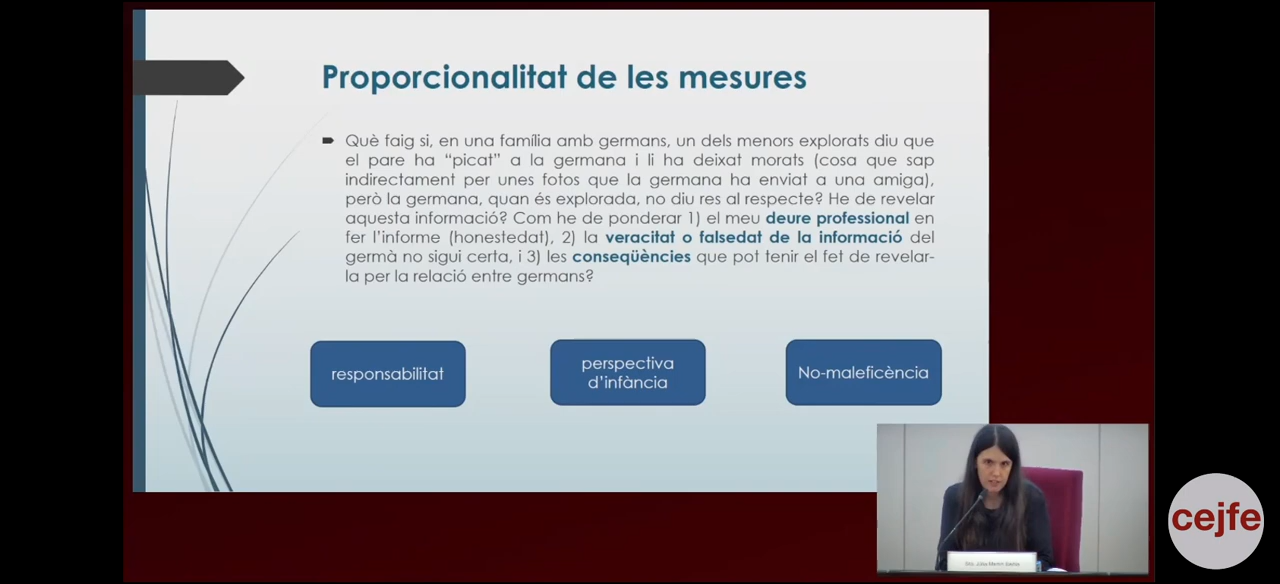 Proporcionalitat de les mesures
Què faig si, en una família amb germans, un dels menors explorats diu que
el pare ha “picat” a la germana i li ha deixat morats (cosa que sap
indirectament per unes fotos que la germana ha enviat a una amiga),
però la germana, quan és explorada, no diu res al respecte? He de revelar
aquesta informació? Com he de ponderar 1) el meu deure professional en
fer l’informe (honestedat), 2) la veracitat o falsedat de la informació del
germà no sigui certa, i 3) les conseqüències que pot tenir el fet de revelar-
la per la relació entre germans?
responsabilitat
perspectiva
d’infància
No-maleficència
cejfe